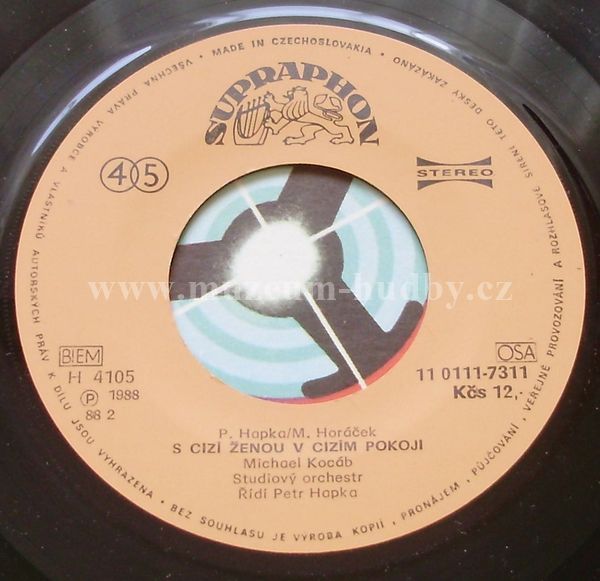 VŠECHNA PRÁVA VÝROBCE A VLASTNÍKŮ AUTORSKÝCH PRÁV K DÍLU JSOU VYHRAZENA • BEZ SOUHLASU JE VÝROBA KOPIÍ, PRONÁJEM, PŮJČOVÁNÍ, VEŘEJNÉ PROVOZOVÁNÍ A ROZHLASOVÉ ŠÍŘENÍ TÉTO DESKY ZAKÁZÁNO • MADE IN CZECHOSLOVAKIA •
SUPRAPHON
45
STEREO
www.muzeum-hudby.cz
BIEM
OSA
H 4105
11 0111-7311
Ⓟ 1988
Kčs 12,-
88 2
P. Hapka/M. Horáček
S CIZÍ ŽENOU V CIZÍM POKOJI
Michael Kocáb
Studiový orchestr
Řídí Petr Hapka